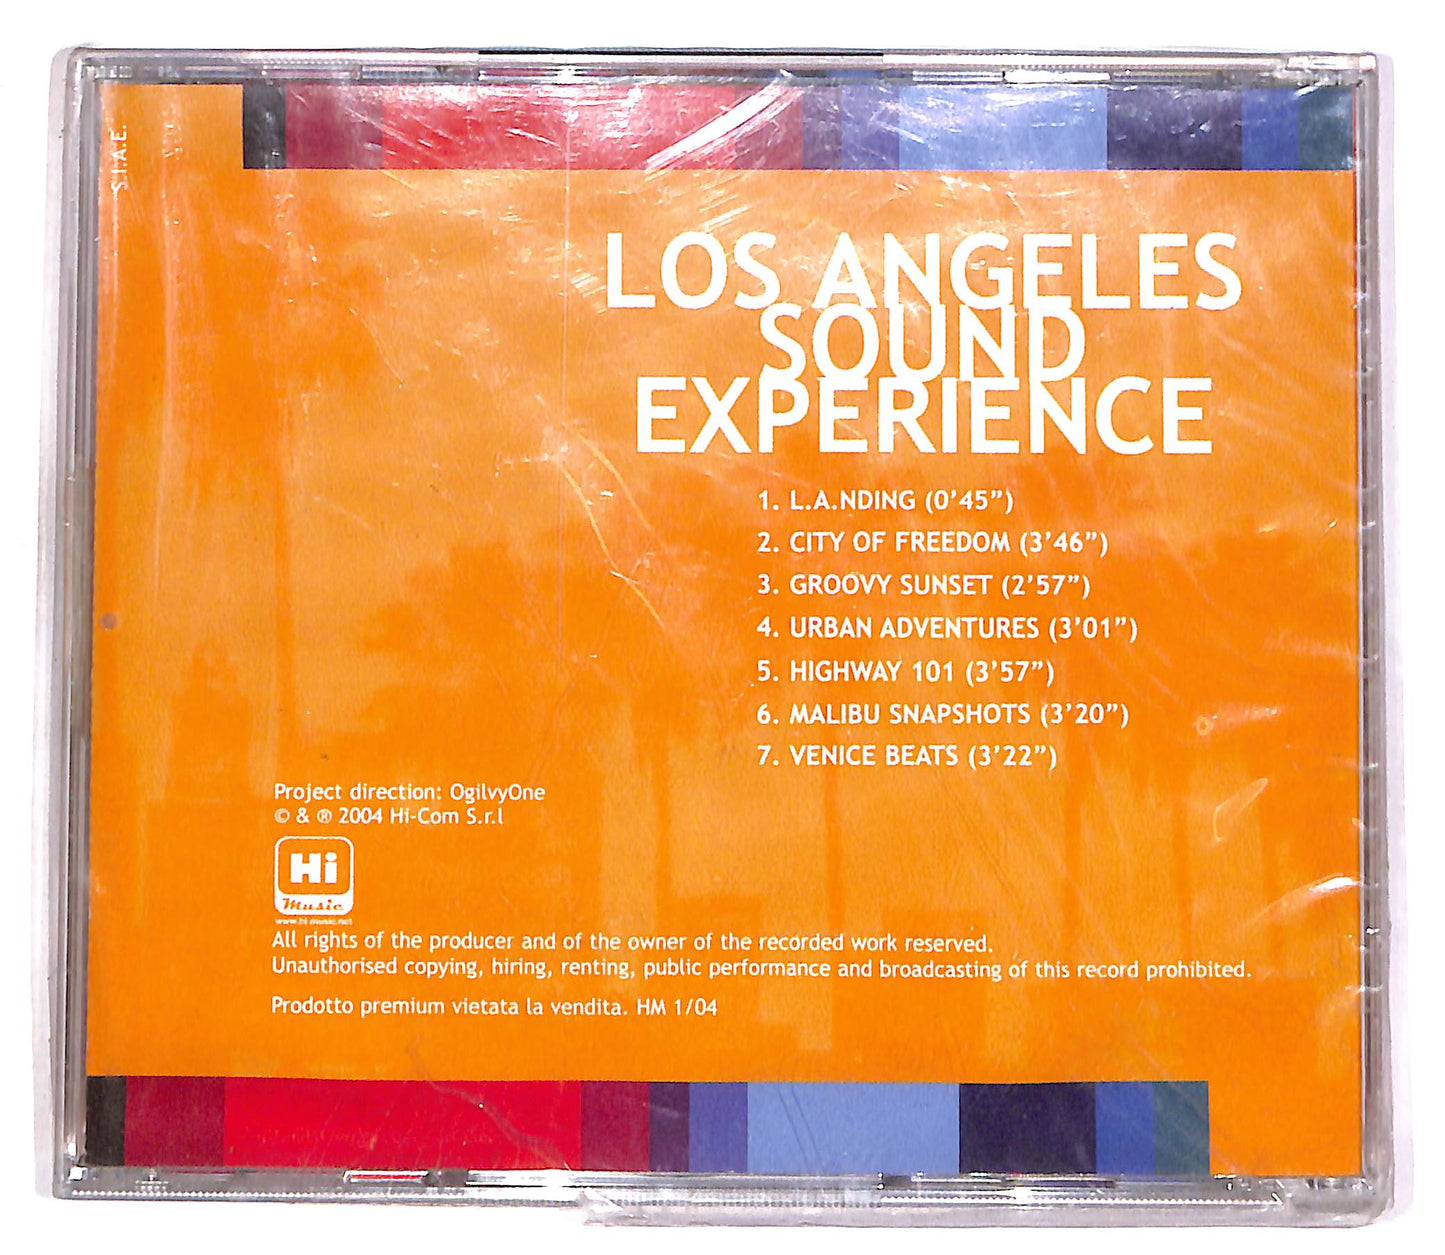 S.I.A.E.
LOS ANGELES
SOUND
EXPERIENCE
1. L.A.NDING (0'45")
2. CITY OF FREEDOM (3'46")
3. GROOVY SUNSET (2'57")
4. URBAN ADVENTURES (3'01")
5. HIGHWAY 101 (3'57")
6. MALIBU SNAPSHOTS (3'20")
7. VENICE BEATS (3'22")
Project direction: OgilvyOne
© & ® 2004 Hi-Com S.r.l
Hi
Music
www.hi-music.net
All rights of the producer and of the owner of the recorded work reserved.
Unauthorised copying, hiring, renting, public performance and broadcasting of this record prohibited.
Prodotto premium vietata la vendita. HM 1/04